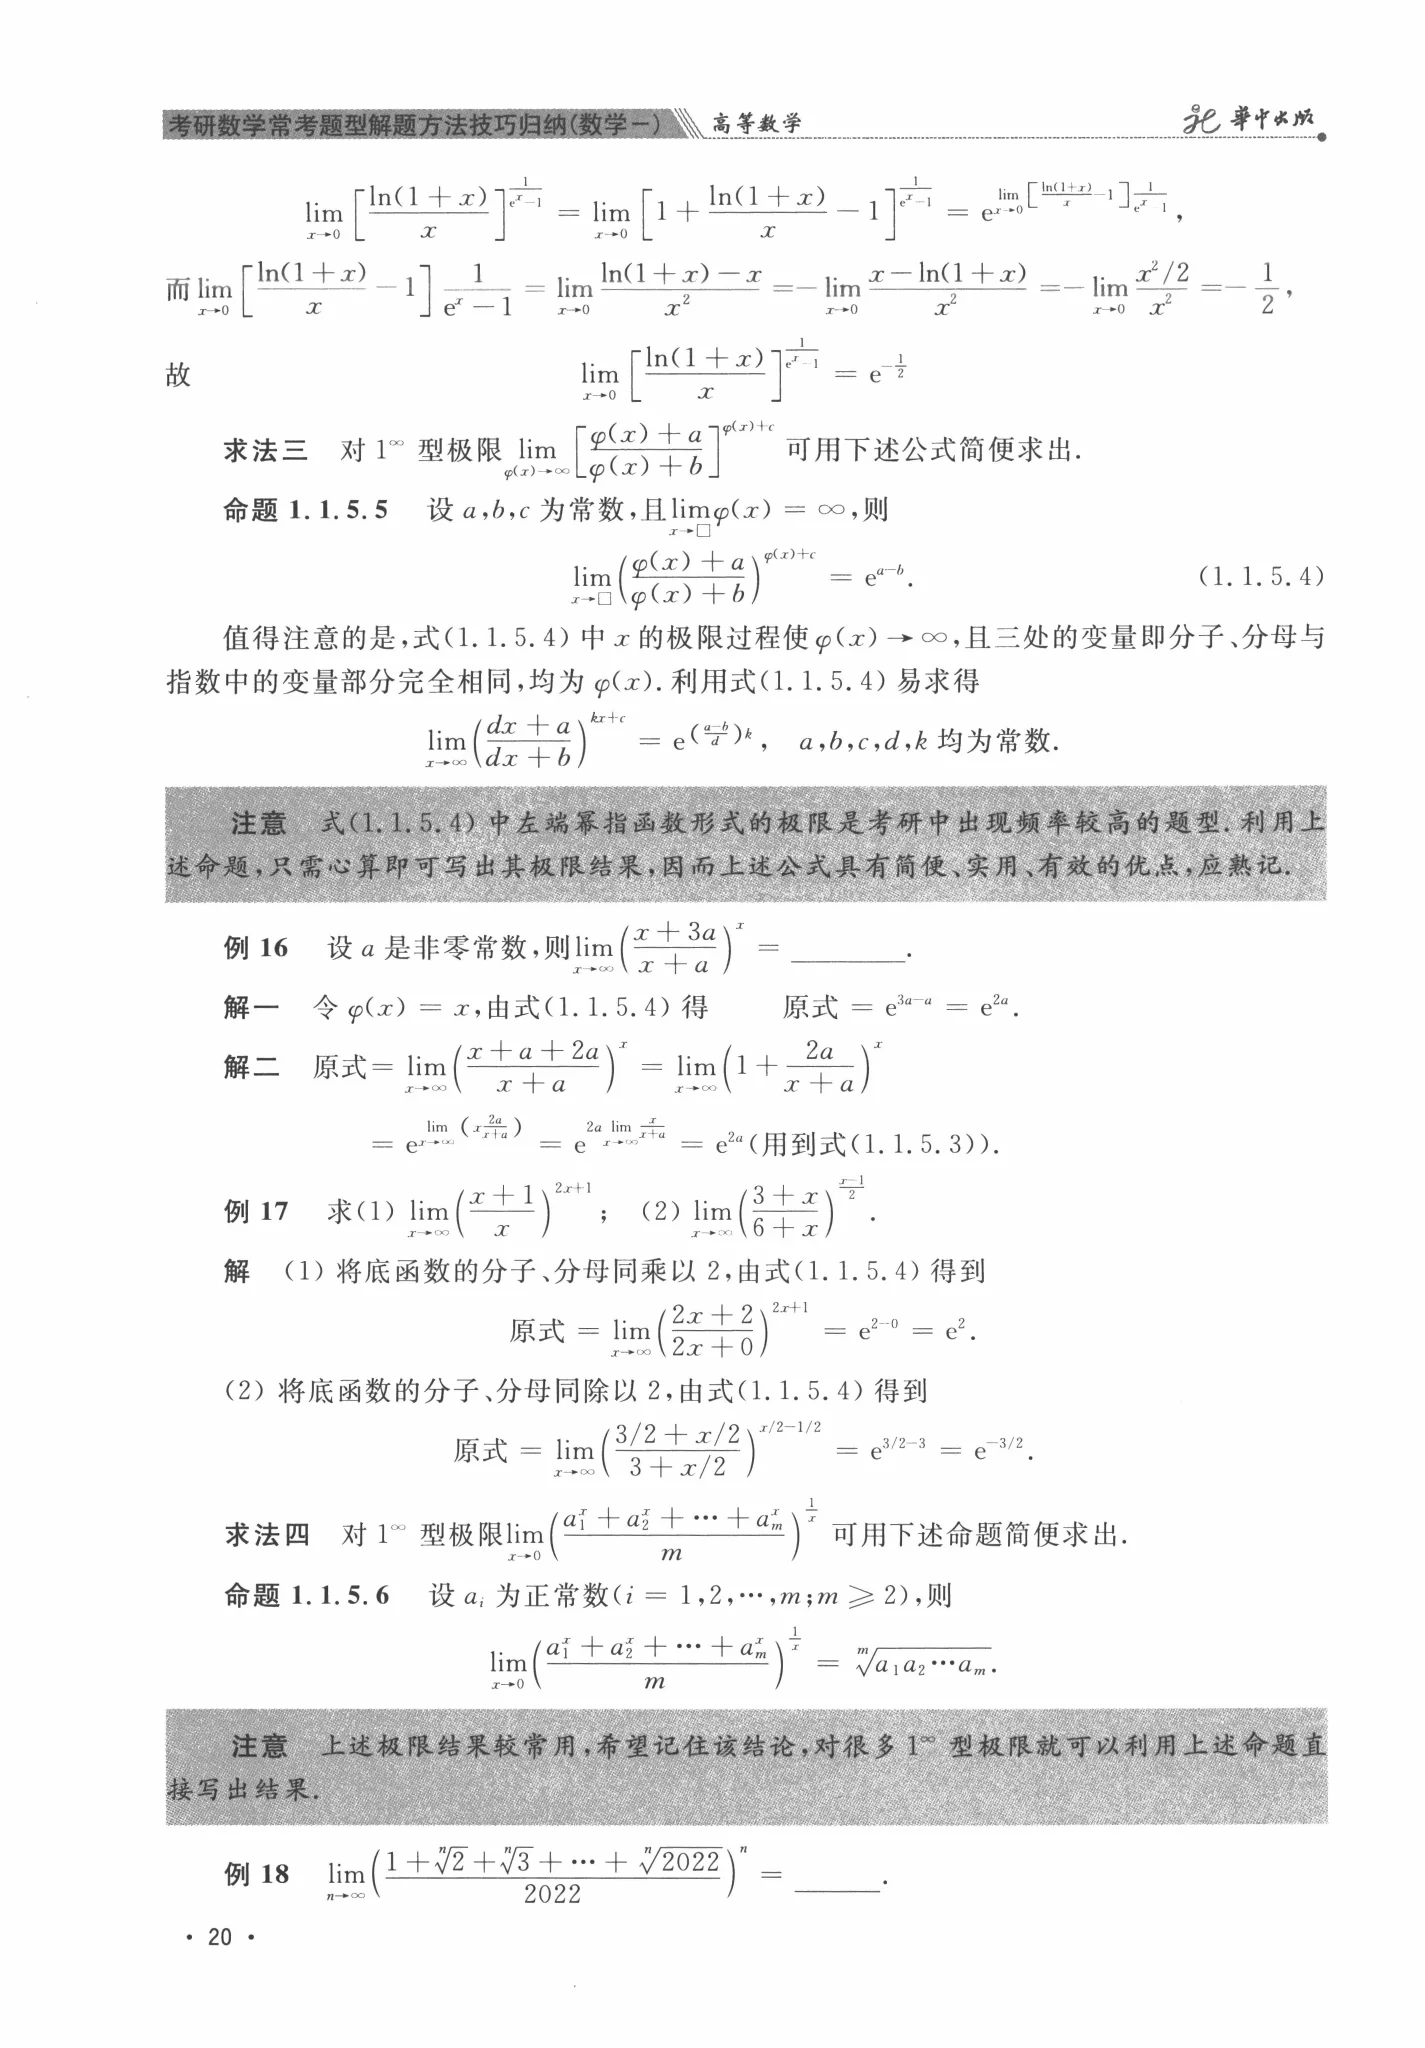 考研数学常考题型解题方法技巧归纳(数学一) 高等数学 华中出版
$\lim_{x\to 0}\left[\frac{\ln(1+x)}{x}\right]^{\frac{1}{e^x-1}} = \lim_{x\to 0}\left[1+\frac{\ln(1+x)}{x}-1\right]^{\frac{1}{e^x-1}} = e^{\lim_{x\to 0}\left[\frac{\ln(1+x)}{x}-1\right]\frac{1}{e^x-1}}$,
而 $\lim_{x\to 0}\left[\frac{\ln(1+x)}{x}-1\right]\frac{1}{e^x-1} = \lim_{x\to 0}\frac{\ln(1+x)-x}{x^2} = -\lim_{x\to 0}\frac{x-\ln(1+x)}{x^2} = -\lim_{x\to 0}\frac{x^2/2}{x^2} = -\frac{1}{2}$,
故 $\lim_{x\to 0}\left[\frac{\ln(1+x)}{x}\right]^{\frac{1}{e^x-1}} = e^{-\frac{1}{2}}$
求法三 对 $1^\infty$ 型极限 $\lim_{\varphi(x)\to\infty}\left[\frac{\varphi(x)+a}{\varphi(x)+b}\right]^{\varphi(x)+c}$ 可用下述公式简便求出.
命题 1.1.5.5 设 a,b,c 为常数,且 $\lim_{x\to\square}\varphi(x) = \infty$,则
$\lim_{x\to\square}\left(\frac{\varphi(x)+a}{\varphi(x)+b}\right)^{\varphi(x)+c} = e^{a-b}$. (1.1.5.4)
值得注意的是,式(1.1.5.4)中 x 的极限过程使 $\varphi(x)\to\infty$,且三处的变量即分子、分母与
指数中的变量部分完全相同,均为 $\varphi(x)$. 利用式(1.1.5.4)易求得
$\lim_{x\to\infty}\left(\frac{dx+a}{dx+b}\right)^{kx+c} = e^{\left(\frac{a-b}{d}\right)k}$, a,b,c,d,k 均为常数.
注意 式(1.1.5.4)中左端幂指函数形式的极限是考研中出现频率较高的题型. 利用上
述命题,只需心算即可写出其极限结果,因而上述公式具有简便、实用、有效的优点,应熟记.
例 16 设 a 是非零常数,则 $\lim_{x\to\infty}\left(\frac{x+3a}{x+a}\right)^x =$ ________.
解一 令 $\varphi(x) = x$,由式(1.1.5.4)得 原式 $= e^{3a-a} = e^{2a}$.
解二 原式 $= \lim_{x\to\infty}\left(\frac{x+a+2a}{x+a}\right)^x = \lim_{x\to\infty}\left(1+\frac{2a}{x+a}\right)^x$
$= e^{\lim_{x\to\infty}\left(x\frac{2a}{x+a}\right)} = e^{2a\lim_{x\to\infty}\frac{x}{x+a}} = e^{2a}$(用到式(1.1.5.3)).
例 17 求(1) $\lim_{x\to\infty}\left(\frac{x+1}{x}\right)^{2x+1}$; (2) $\lim_{x\to\infty}\left(\frac{3+x}{6+x}\right)^{\frac{x-1}{2}}$.
解 (1) 将底函数的分子、分母同乘以 2,由式(1.1.5.4)得到
原式 $= \lim_{x\to\infty}\left(\frac{2x+2}{2x+0}\right)^{2x+1} = e^{2-0} = e^2$.
(2) 将底函数的分子、分母同除以 2,由式(1.1.5.4)得到
原式 $= \lim_{x\to\infty}\left(\frac{3/2+x/2}{3+x/2}\right)^{x/2-1/2} = e^{3/2-3} = e^{-3/2}$.
求法四 对 $1^\infty$ 型极限 $\lim_{x\to 0}\left(\frac{a_1^x+a_2^x+\cdots+a_m^x}{m}\right)^{\frac{1}{x}}$ 可用下述命题简便求出.
命题 1.1.5.6 设 $a_i$ 为正常数($i = 1,2,\cdots,m; m \geqslant 2$),则
$\lim_{x\to 0}\left(\frac{a_1^x+a_2^x+\cdots+a_m^x}{m}\right)^{\frac{1}{x}} = \sqrt[m]{a_1a_2\cdots a_m}$.
注意 上述极限结果较常用,希望记住该结论,对很多 $1^\infty$ 型极限就可以利用上述命题直
接写出结果.
例 18 $\lim_{n\to\infty}\left(\frac{1+\sqrt[n]{2}+\sqrt[n]{3}+\cdots+\sqrt[n]{2022}}{2022}\right)^n =$ ______.
· 20 ·